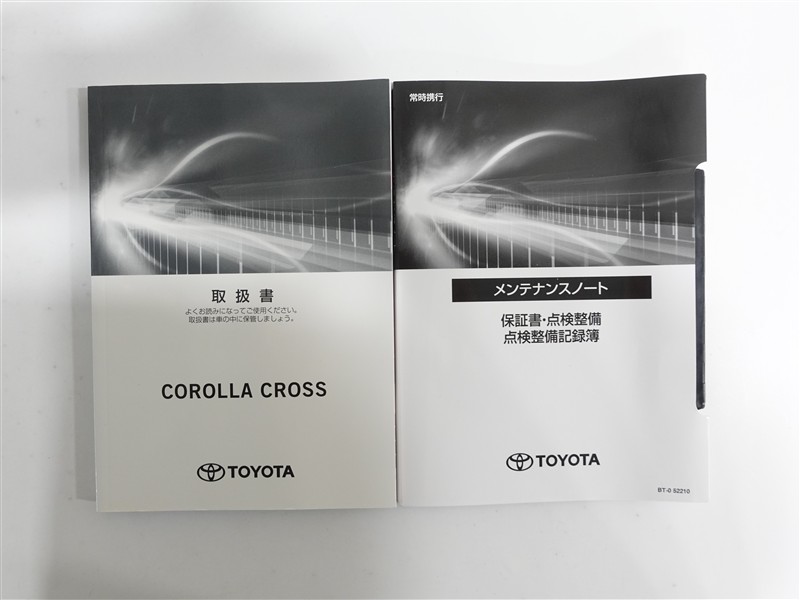 取扱書
よくお読みになってご使用ください。
取扱書は車の中に保管しましょう。
COROLLA CROSS
TOYOTA
常時携行
メンテナンスノート
保証書・点検整備
点検整備記録簿
TOYOTA
BT-0 52210